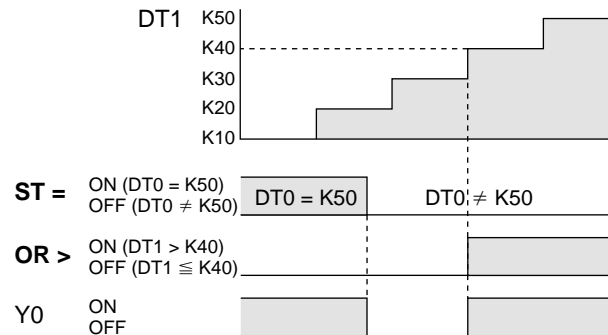 DT1
K50
K40
K30
K20
K10
ST =
ON (DT0 = K50)
OFF (DT0 ≠ K50)
DT0 = K50
DT0 ≠ K50
OR >
ON (DT1 > K40)
OFF (DT1 ≦ K40)
Y0
ON
OFF